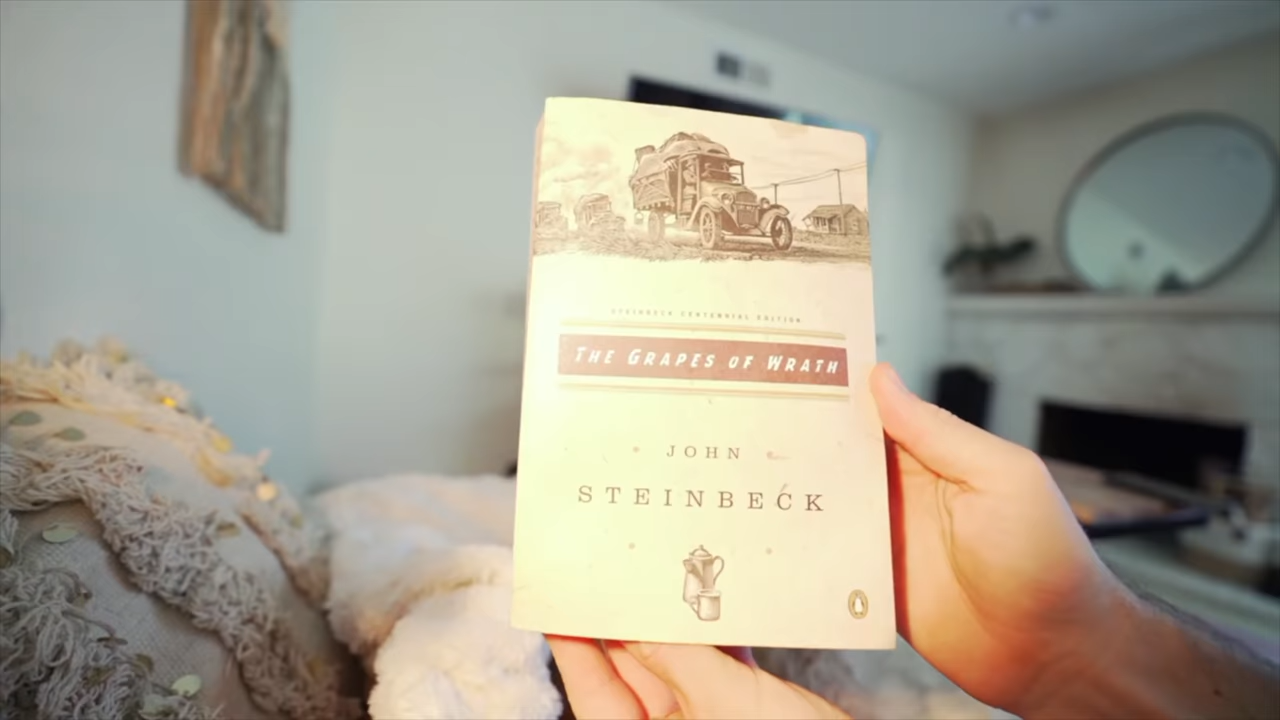 STEINBECK CENTENNIAL EDITION
THE GRAPES OF WRATH
JOHN
STEINBECK